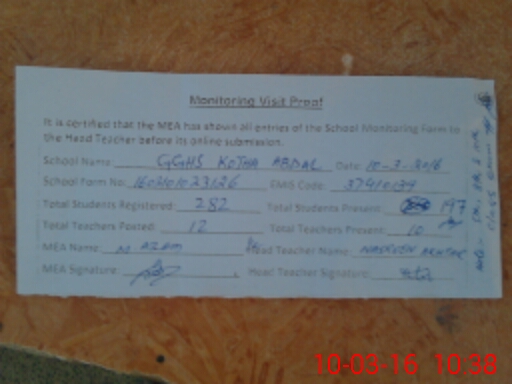 Monitoring Visit Proof
It is certified that the MEA has shown all entries of the School Monitoring Form to
the Head Teacher before its online submission.
School Name: GGHS KOTHA ABDAL Date: 10-3-2016
School Form No: EMIS Code:
Total Students Registered: 282 Total Students Present: 197
Total Teachers Posted: 12 Total Teachers Present: 10
MEA Name: M AZAM Head Teacher Name: NASREEN AKHTAR
MEA Signature: Head Teacher Signature:
10-03-16 10:38